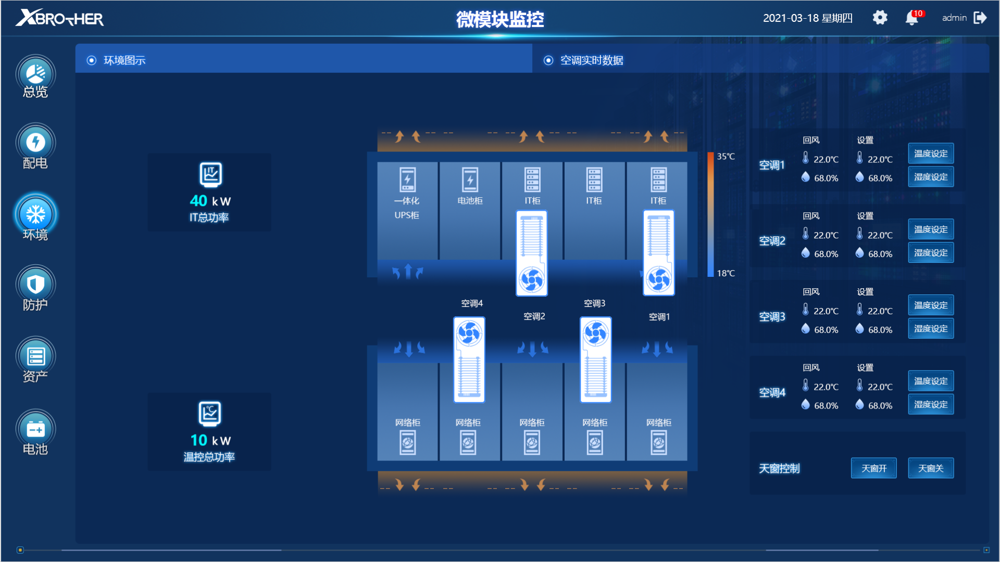 XBROTHER
微模块监控
2021-03-18 星期四
10
admin
总览
配电
环境
防护
资产
电池
环境图示
空调实时数据
IT
40 kW
IT总功率
℃
10 kW
温控总功率
一体化
UPS柜
电池柜
IT柜
IT柜
IT柜
35℃
18℃
空调4
空调2
空调3
空调1
网络柜
网络柜
网络柜
网络柜
网络柜
空调1
回风
设置
22.0℃
22.0℃
68.0%
68.0%
温度设定
湿度设定
空调2
回风
设置
22.0℃
22.0℃
68.0%
68.0%
温度设定
湿度设定
空调3
回风
设置
22.0℃
22.0℃
68.0%
68.0%
温度设定
湿度设定
空调4
回风
设置
22.0℃
22.0℃
68.0%
68.0%
温度设定
湿度设定
天窗控制
天窗开
天窗关